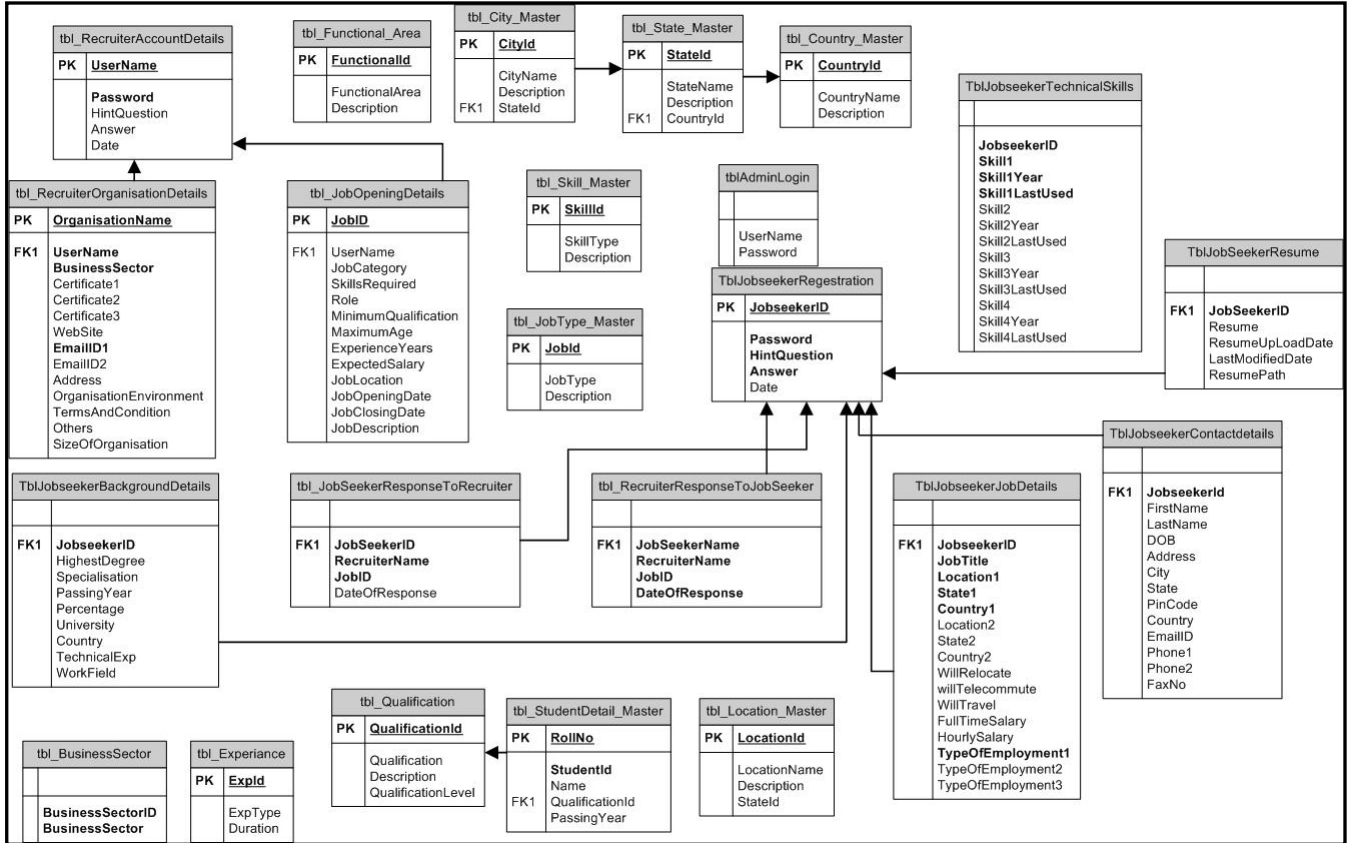 tbl_RecruiterAccountDetails
PK UserName
Password
HintQuestion
Answer
Date
tbl_Functional_Area
PK FunctionalId
FunctionalArea
Description
tbl_City_Master
PK CityId
CityName
Description
FK1 StateId
tbl_State_Master
PK StateId
StateName
Description
FK1 CountryId
tbl_Country_Master
PK CountryId
CountryName
Description
TblJobseekerTechnicalSkills
JobseekerID
Skill1
Skill1Year
Skill1LastUsed
Skill2
Skill2Year
Skill2LastUsed
Skill3
Skill3Year
Skill3LastUsed
Skill4
Skill4Year
Skill4LastUsed
tbl_RecruiterOrganisationDetails
PK OrganisationName
FK1 UserName
BusinessSector
Certificate1
Certificate2
Certificate3
WebSite
EmailID1
EmailID2
Address
OrganisationEnvironment
TermsAndCondition
Others
SizeOfOrganisation
tbl_JobOpeningDetails
PK JobID
FK1 UserName
JobCategory
SkillsRequired
Role
MinimumQualification
MaximumAge
ExperienceYears
ExpectedSalary
JobLocation
JobOpeningDate
JobClosingDate
JobDescription
tbl_Skill_Master
PK SkillId
SkillType
Description
tblAdminLogin
UserName
Password
tbl_JobType_Master
PK JobId
JobType
Description
TblJobseekerRegestration
PK JobseekerID
Password
HintQuestion
Answer
Date
TblJobSeekerResume
FK1 JobSeekerID
Resume
ResumeUpLoadDate
LastModifiedDate
ResumePath
TblJobseekerBackgroundDetails
FK1 JobseekerID
HighestDegree
Specialisation
PassingYear
Percentage
University
Country
TechnicalExp
WorkField
tbl_JobSeekerResponseToRecruiter
FK1 JobSeekerID
RecruiterName
JobID
DateOfResponse
tbl_RecruiterResponseToJobSeeker
FK1 JobSeekerName
RecruiterName
JobID
DateOfResponse
TblJobseekerJobDetails
FK1 JobseekerID
JobTitle
Location1
State1
Country1
Location2
State2
Country2
WillRelocate
willTelecommute
WillTravel
FullTimeSalary
HourlySalary
TypeOfEmployment1
TypeOfEmployment2
TypeOfEmployment3
TblJobseekerContactdetails
FK1 JobseekerId
FirstName
LastName
DOB
Address
City
State
PinCode
Country
EmailID
Phone1
Phone2
FaxNo
tbl_BusinessSector
BusinessSectorID
BusinessSector
tbl_Experiance
PK ExpId
ExpType
Duration
tbl_Qualification
PK QualificationId
Qualification
Description
QualificationLevel
tbl_StudentDetail_Master
PK RollNo
StudentId
Name
FK1 QualificationId
PassingYear
tbl_Location_Master
PK LocationId
LocationName
Description
StateId